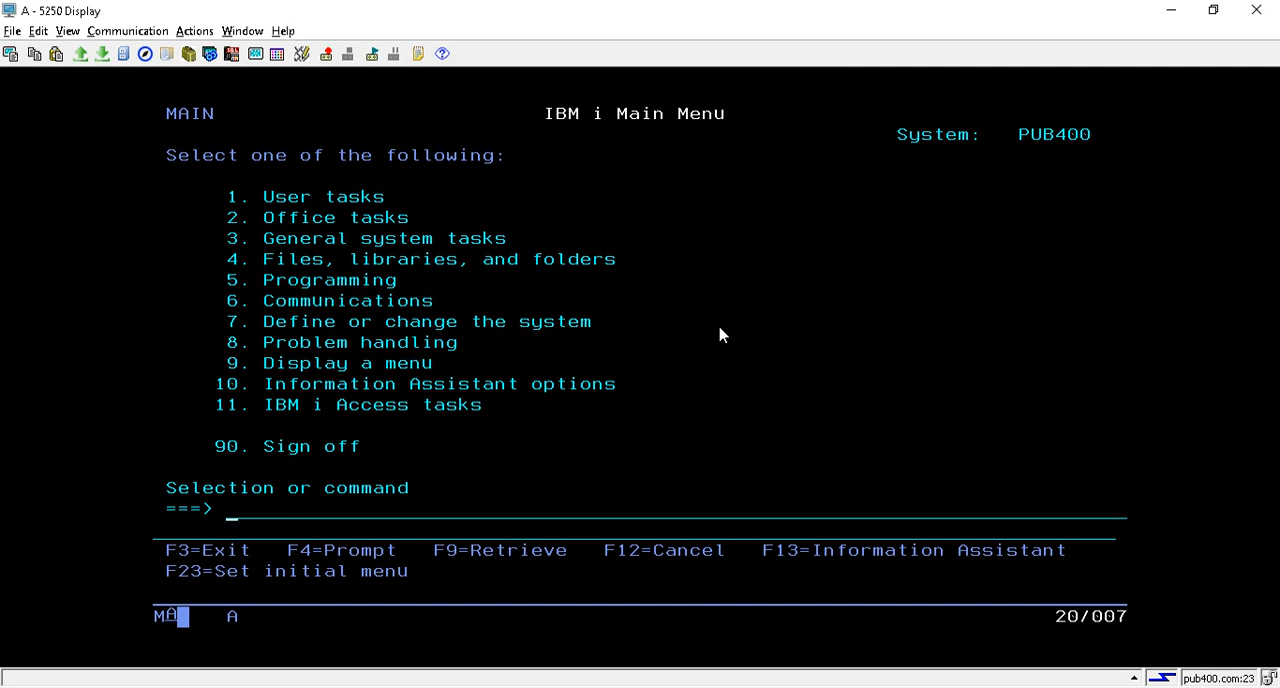 A - 5250 Display
File Edit View Communication Actions Window Help
MAIN IBM i Main Menu
System: PUB400
Select one of the following:
1. User tasks
2. Office tasks
3. General system tasks
4. Files, libraries, and folders
5. Programming
6. Communications
7. Define or change the system
8. Problem handling
9. Display a menu
10. Information Assistant options
11. IBM i Access tasks
90. Sign off
Selection or command
===>
F3=Exit F4=Prompt F9=Retrieve F12=Cancel F13=Information Assistant
F23=Set initial menu
MA A 20/007
pub400.com:23